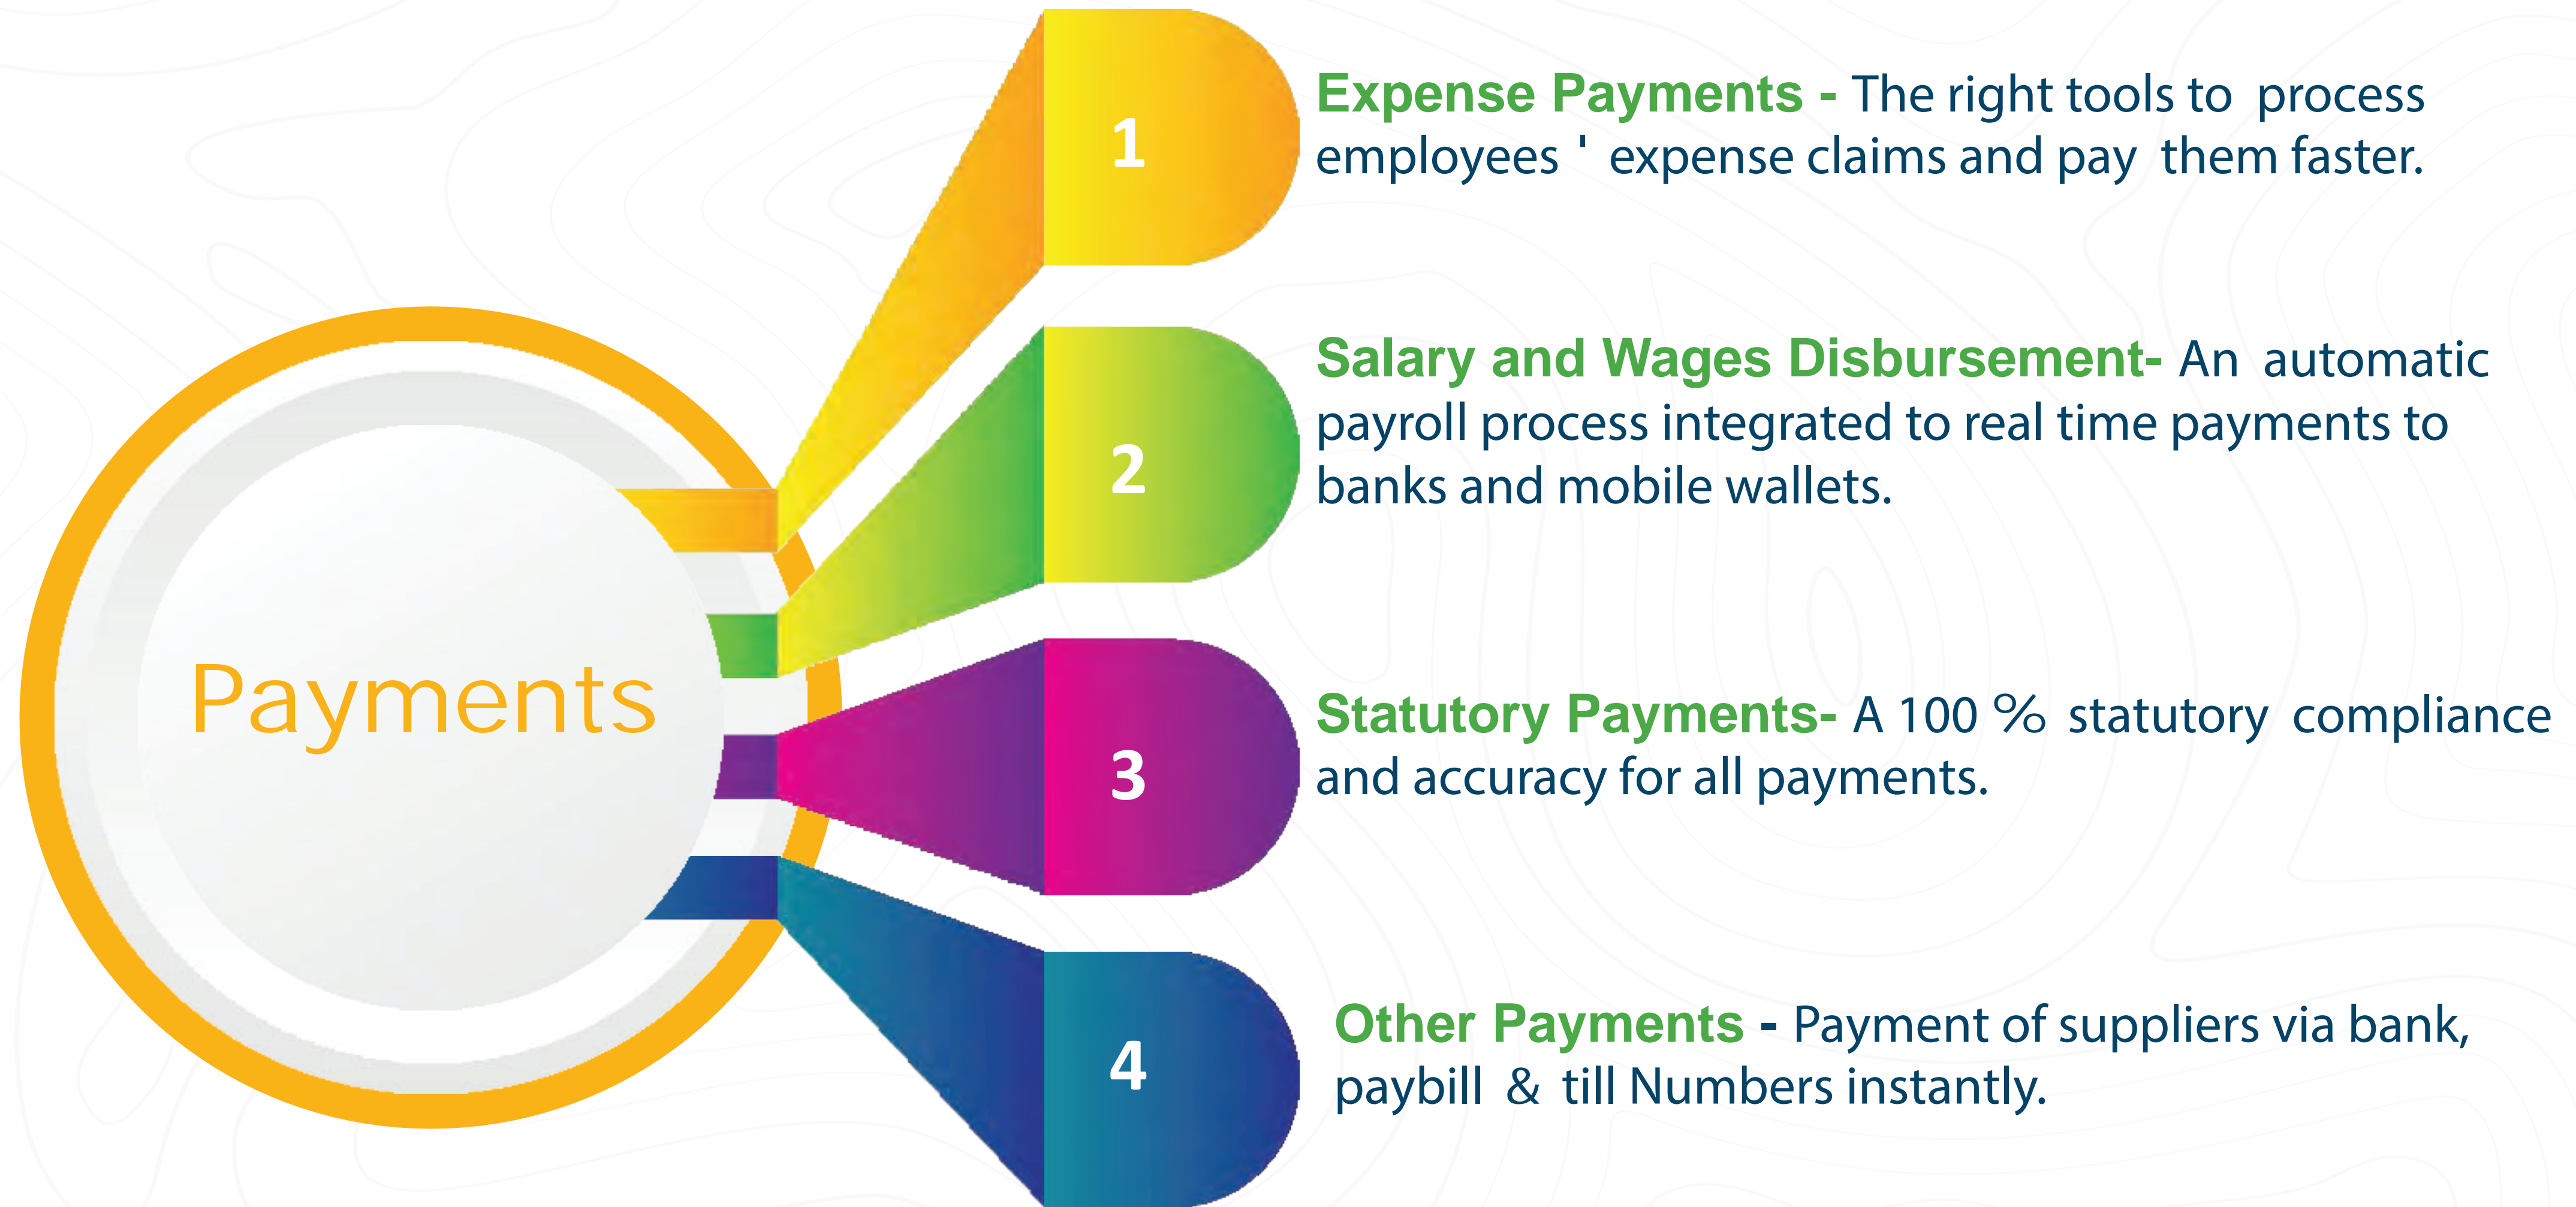 Payments
1
Expense Payments - The right tools to process
employees ' expense claims and pay them faster.
2
Salary and Wages Disbursement- An automatic
payroll process integrated to real time payments to
banks and mobile wallets.
3
Statutory Payments- A 100 % statutory compliance
and accuracy for all payments.
4
Other Payments - Payment of suppliers via bank,
paybill & till Numbers instantly.